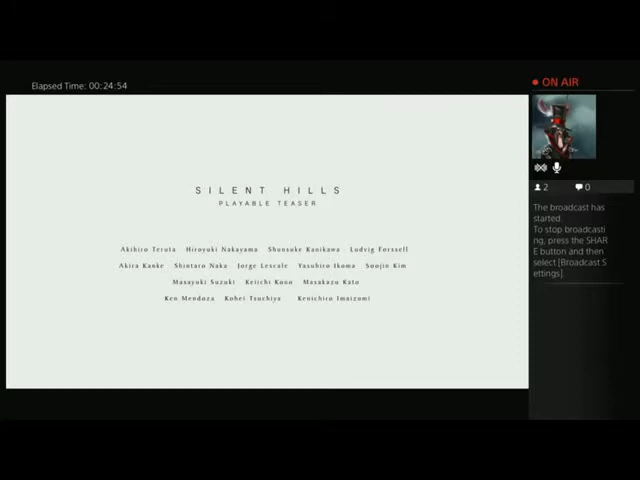 Elapsed Time: 00:24:54
ON AIR
SILENT HILLS
PLAYABLE TEASER
2 0
The broadcast has
started.
To stop broadcasti
ng, press the SHAR
E button and then
select [Broadcast S
ettings].
Akihiro Teruta Hiroyuki Nakayama Shunsuke Kanikawa Ludvig Forssell
Akira Kanke Shintaro Naka Jorge Lescale Yasuhiro Ikoma Soojin Kim
Masayuki Suzuki Keiichi Kono Masakazu Kato
Ken Mendoza Kohei Tsuchiya Kenichiro Imaizumi